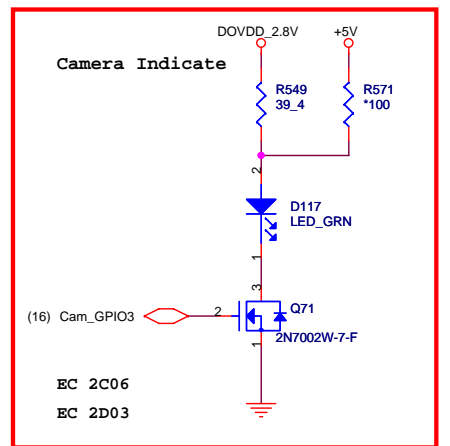 DOVDD_2.8V
+5V
Camera Indicate
R549
39_4
R571
*100
2
D117
LED_GRN
1
3
Q71
(16) Cam_GPIO3
2
2N7002W-7-F
1
EC 2C06
EC 2D03